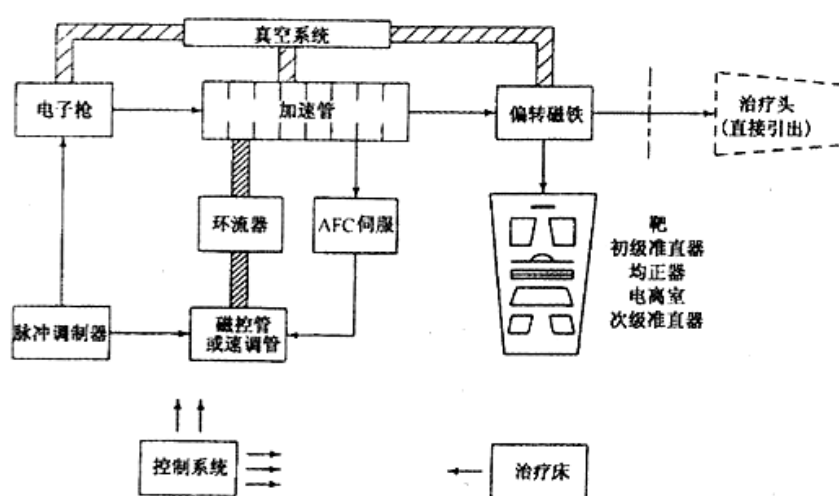 真空系统
电子枪
加速管
偏转磁铁
治疗头
(直接引出)
环流器
AFC伺服
靶
初级准直器
均正器
电离室
次级准直器
脉冲调制器
磁控管
或速调管
控制系统
治疗床